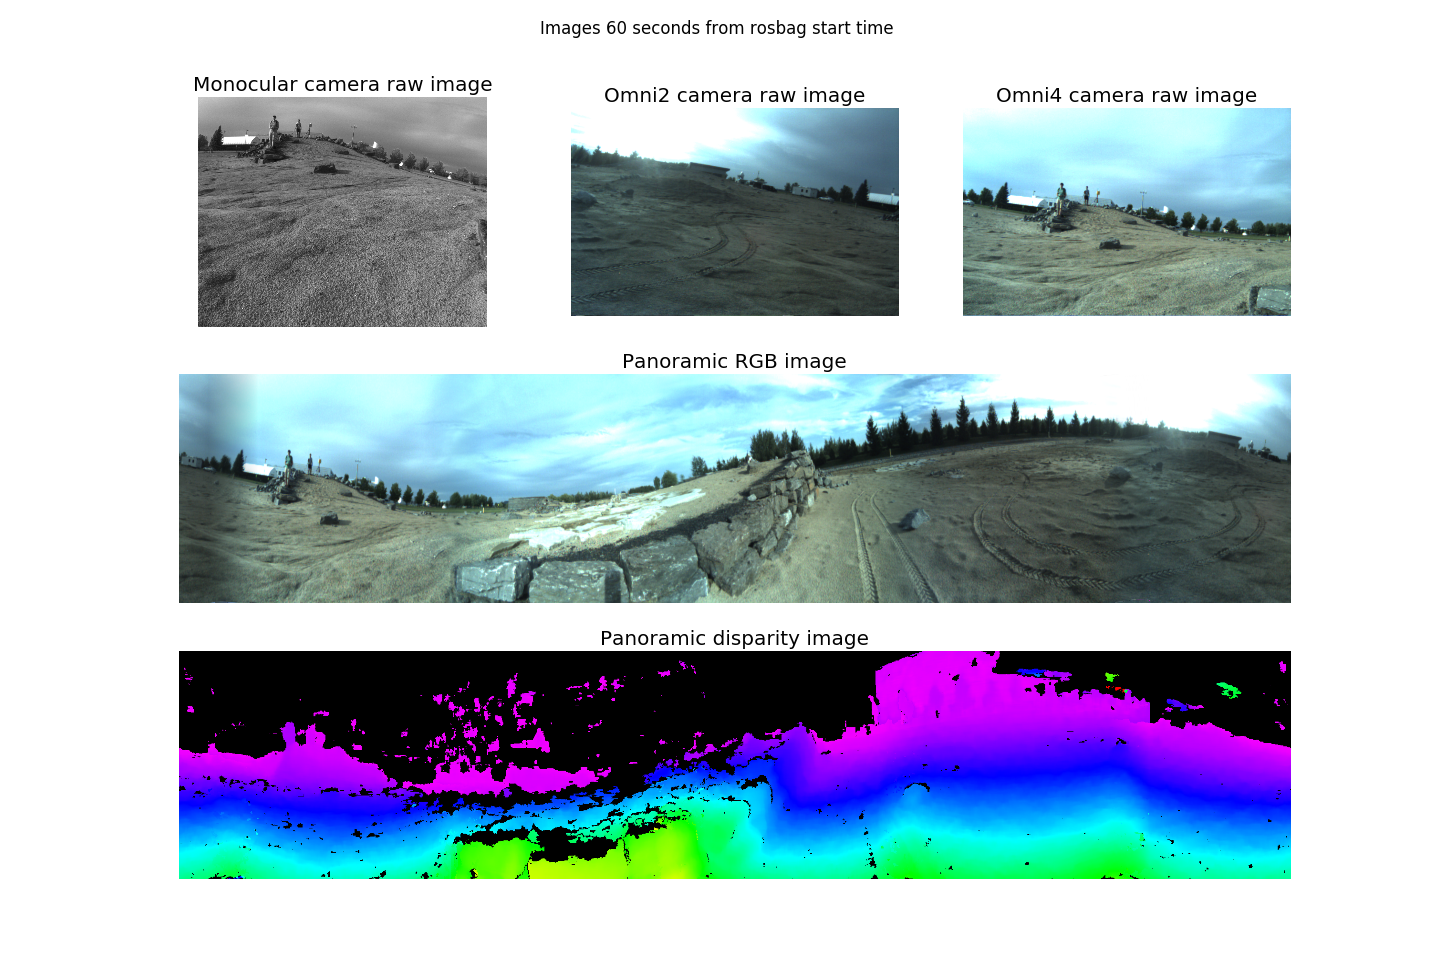 Images 60 seconds from rosbag start time
Monocular camera raw image
Omni2 camera raw image
Omni4 camera raw image
Panoramic RGB image
Panoramic disparity image